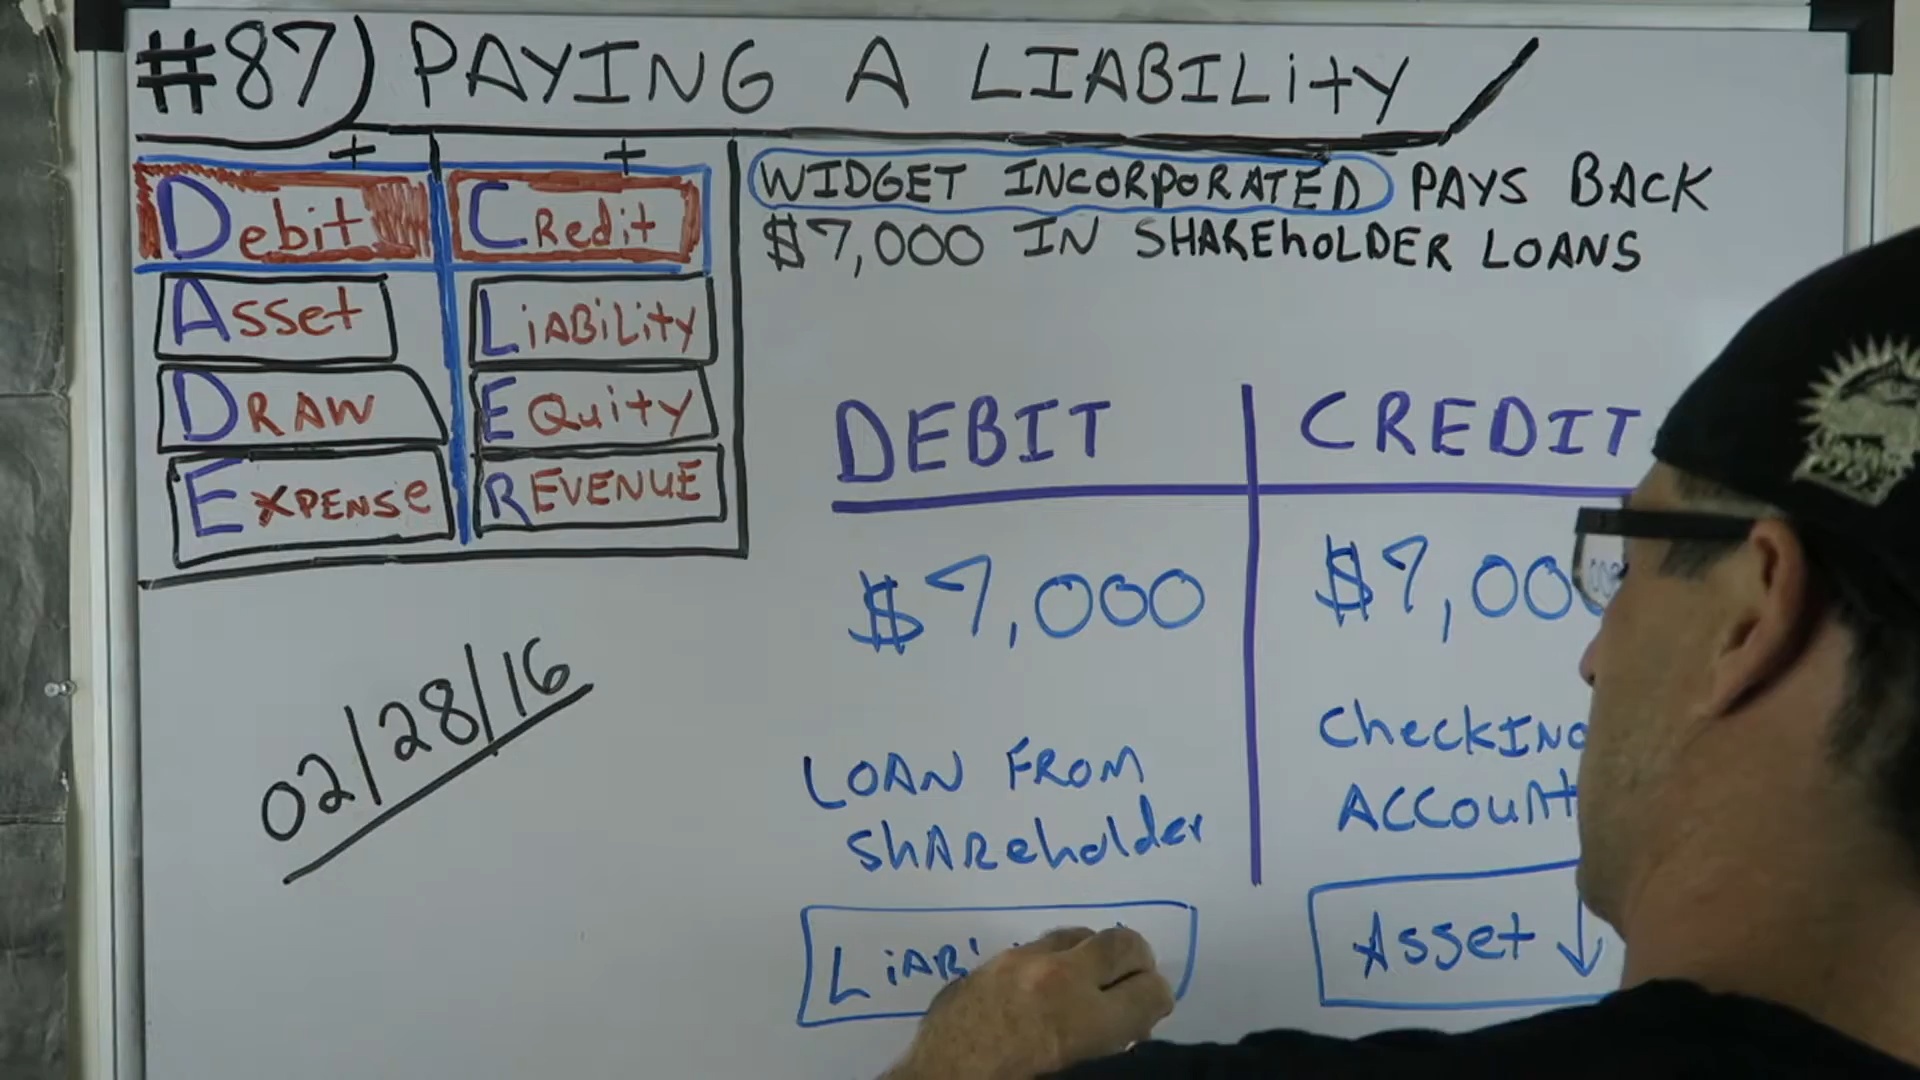 #87) PAYING A LIABILITY
+ +
Debit CRedit
Asset LIABILITY
DRAW EQuity
EXPENSe REVENUE
WIDGET INCORPORATED PAYS BACK
$7,000 IN SHAREhOLDER LOANS
DEBIT CREDIT
$7,000
LOAN FROM
ShAReholder
ACCount
Asset ↓
02/28/16